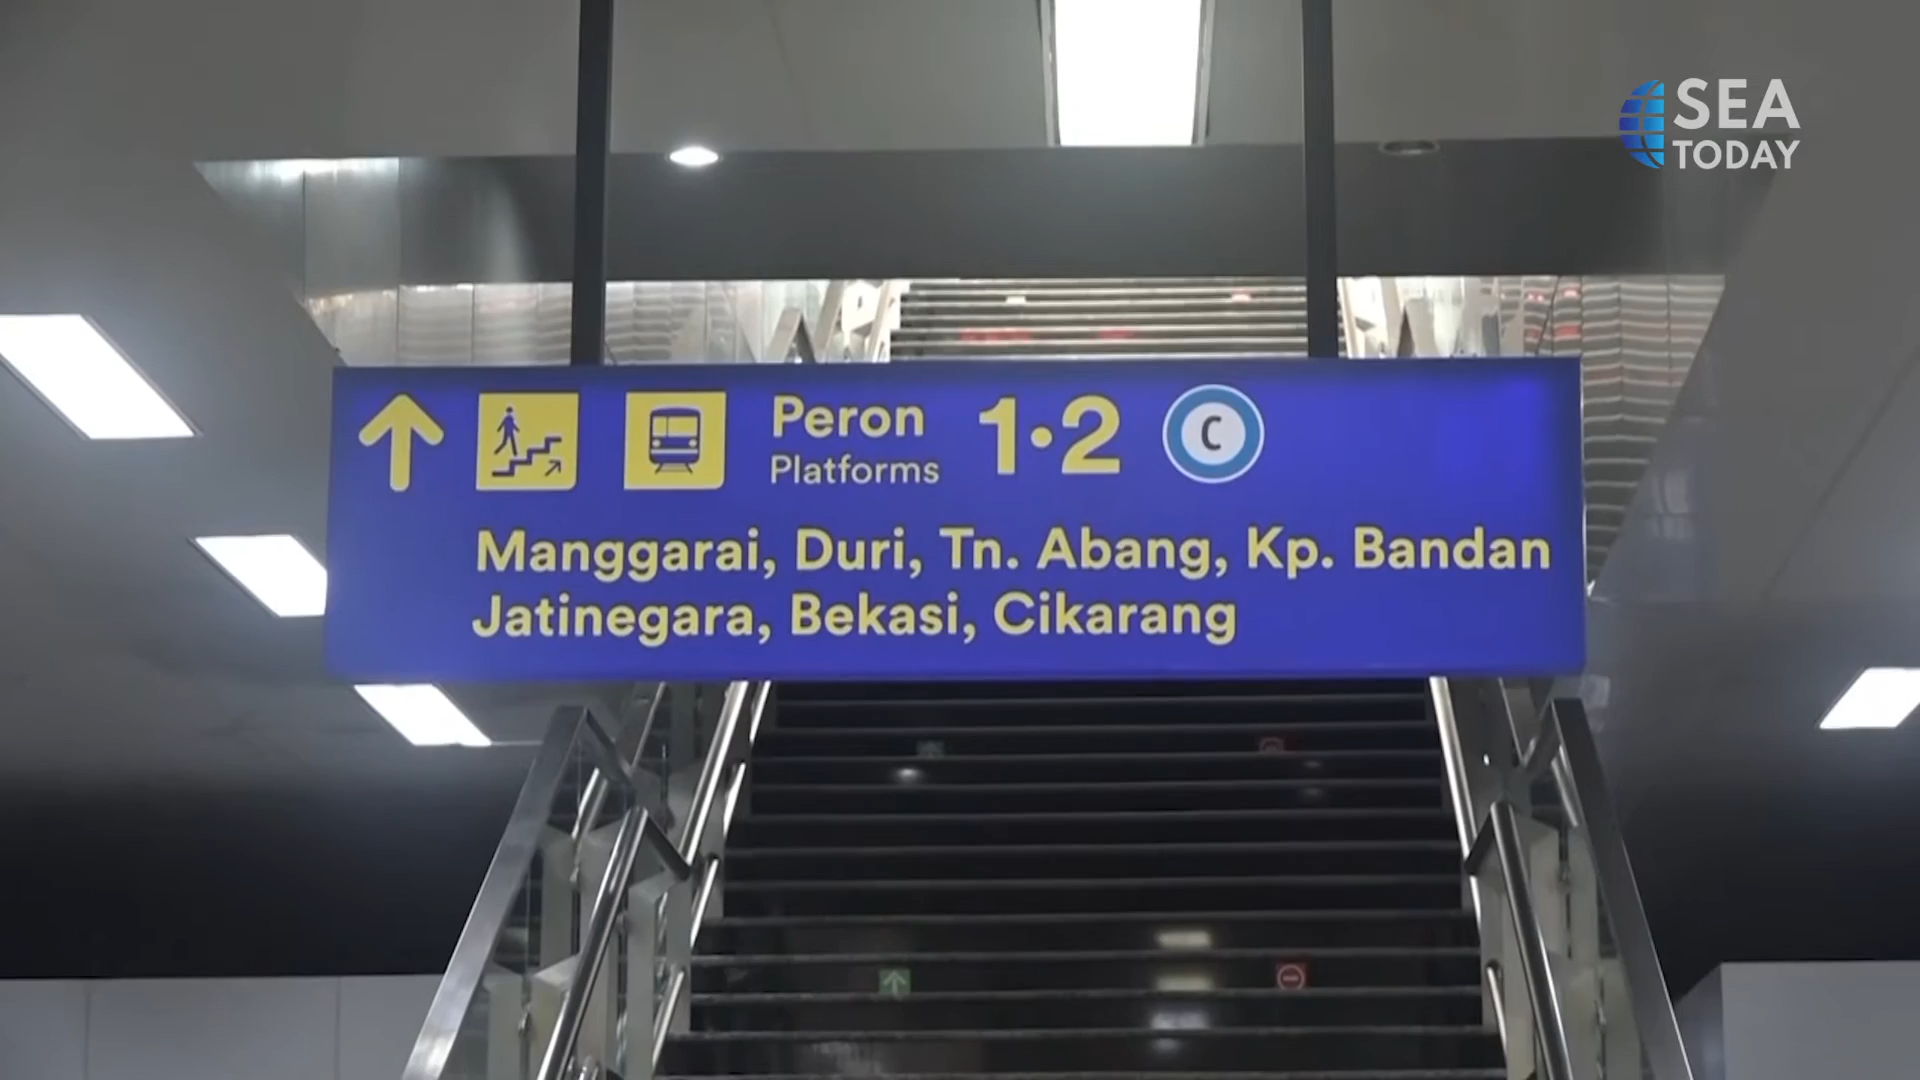 SEA
TODAY
Peron 1·2 C
Platforms
Manggarai, Duri, Tn. Abang, Kp. Bandan
Jatinegara, Bekasi, Cikarang